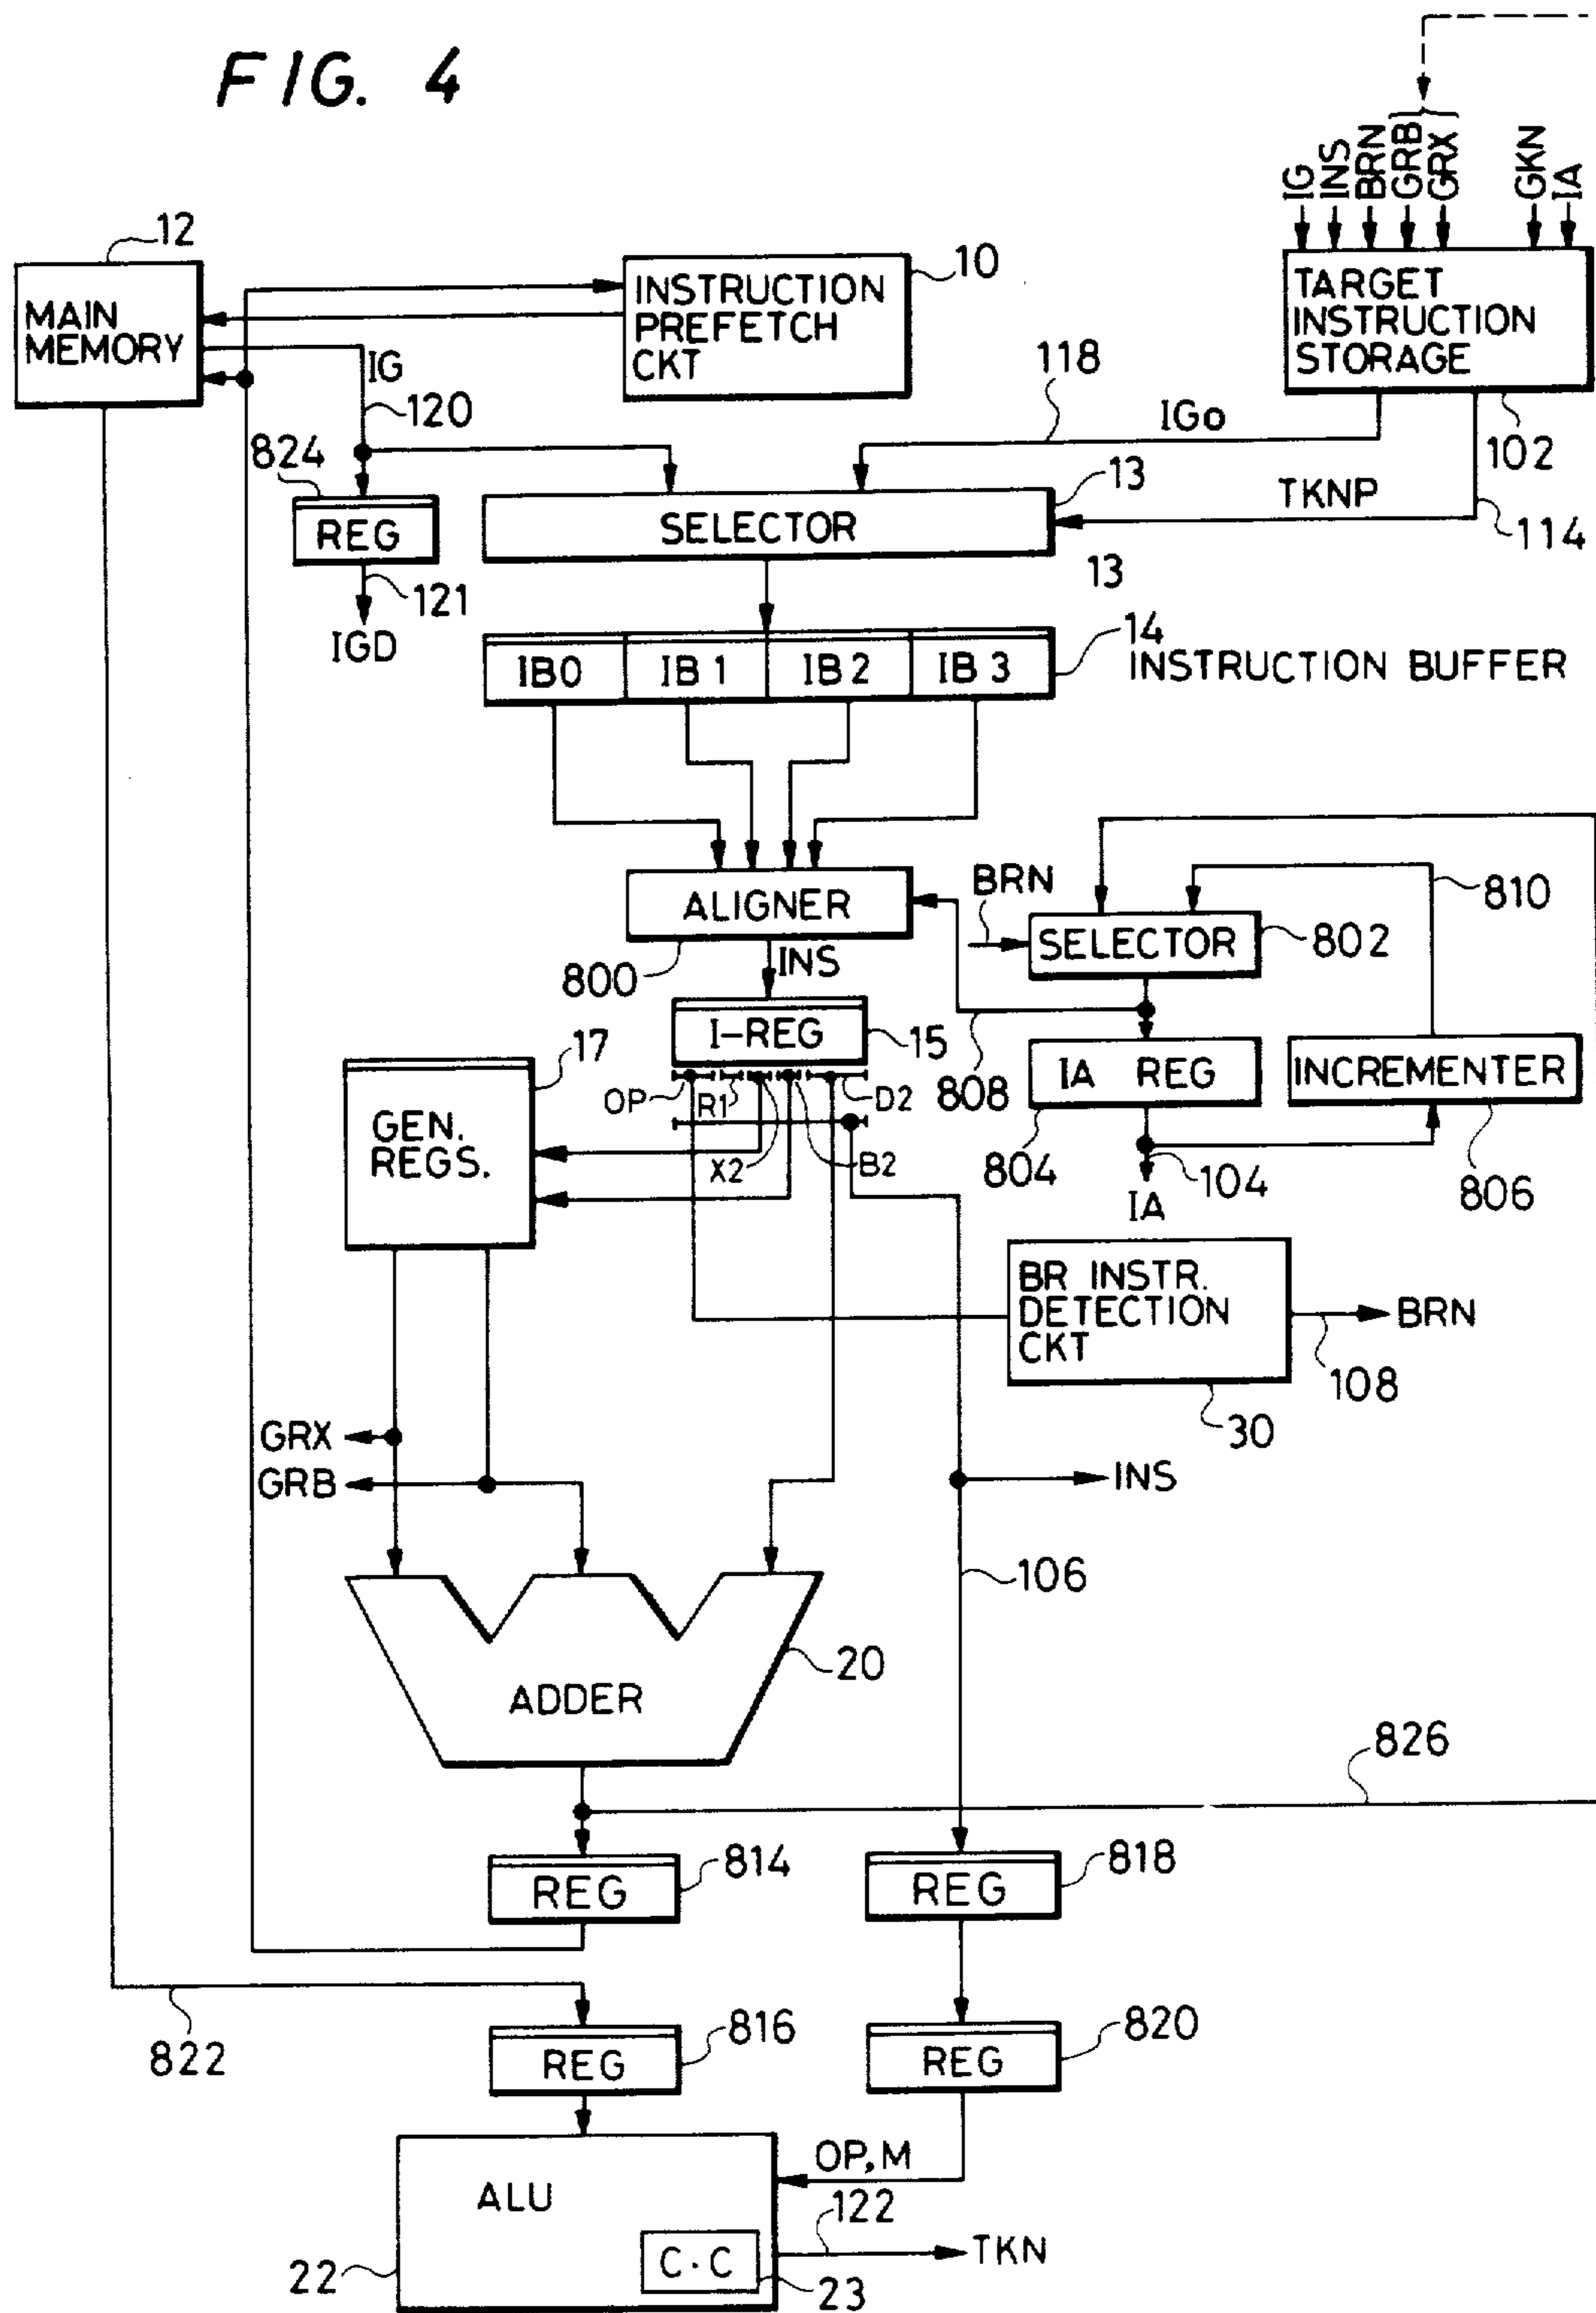 FIG. 4
IG
INS
BRN
GRB
GRX
GKN
IA
12
MAIN
MEMORY
10
INSTRUCTION
PREFETCH
CKT
TARGET
INSTRUCTION
STORAGE
102
IG
120
118
IGo
TKNP
114
824
REG
121
IGD
13
SELECTOR
13
IB0
IB1
IB2
IB3
14
INSTRUCTION BUFFER
ALIGNER
800
INS
BRN
SELECTOR
802
810
I-REG
15
808
IA REG
804
INCREMENTER
806
104
IA
17
GEN.
REGS.
OP
R1
X2
B2
D2
BR INSTR.
DETECTION
CKT
30
BRN
108
GRX
GRB
INS
106
ADDER
20
826
REG
814
REG
818
822
REG
816
REG
820
OP,M
ALU
22
C·C
23
122
TKN